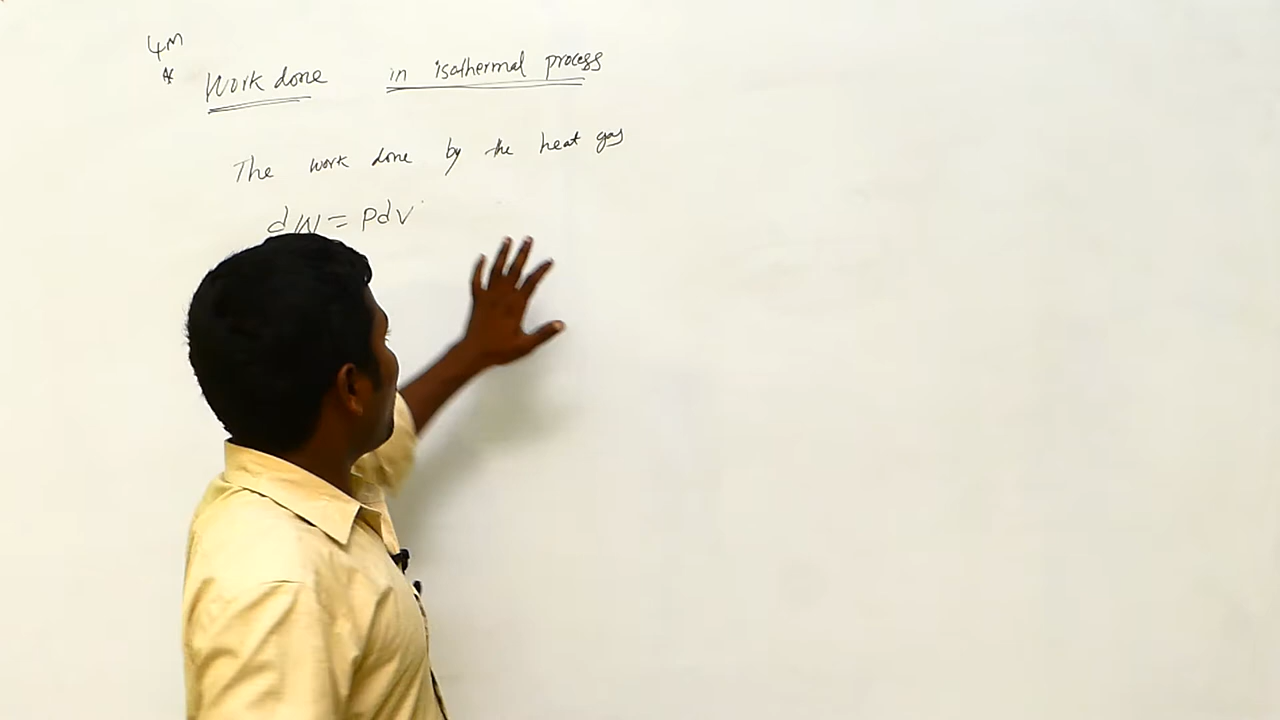 4M
* Work done in isothermal process
The work done by the heat gas
dW = PdV